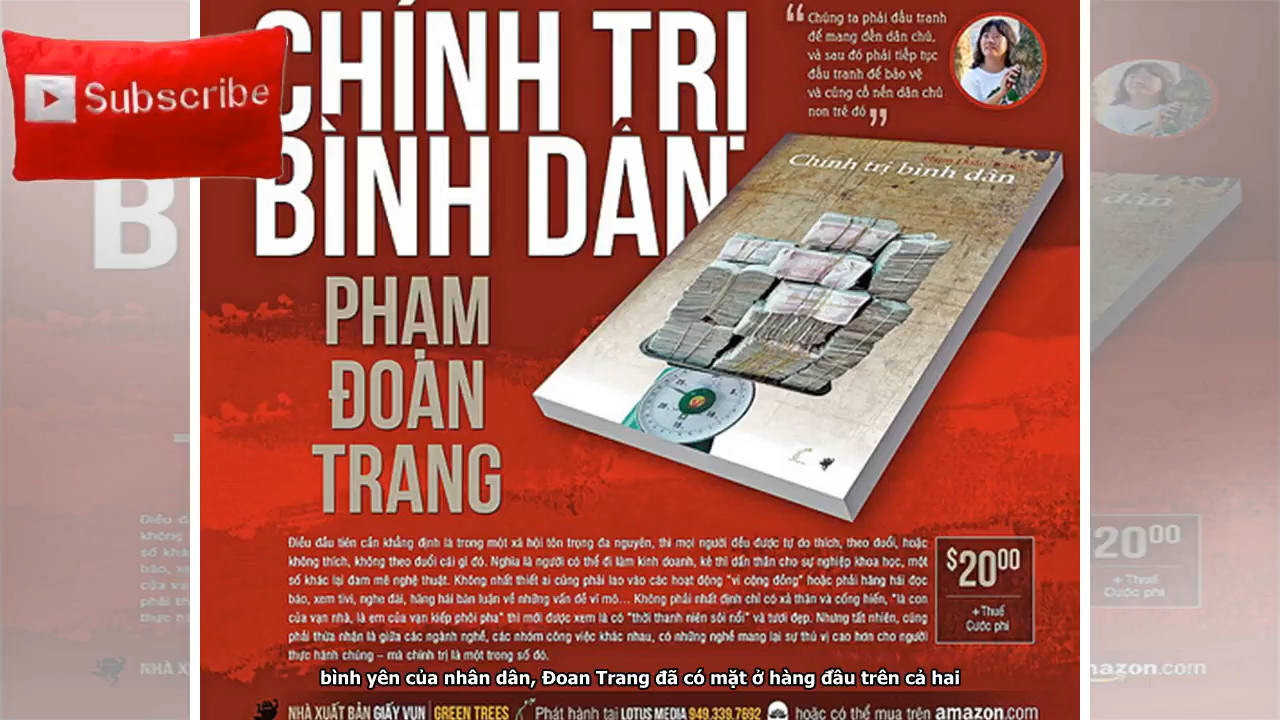 Subscribe
CHÍNH TRỊ
BÌNH DÂN
PHẠM
ĐOAN
TRANG
“Chúng ta phải đấu tranh
để mang đến dân chủ,
và sau đó phải tiếp tục
đấu tranh để bảo vệ
và củng cố nền dân chủ
non trẻ đó”
Chính trị bình dân
Điều đầu tiên cần khẳng định là trong một xã hội tôn trọng đa nguyên, thì mọi người đều được tự do thích, theo đuổi, hoặc
không thích, không theo đuổi cái gì đó. Nghĩa là người có thể đi làm kinh doanh, kẻ thì dấn thân cho sự nghiệp khoa học, một
số khác lại đam mê nghệ thuật. Không nhất thiết ai cũng phải lao vào các hoạt động “vì cộng đồng” hoặc phải hăng hái đọc
báo, xem tivi, nghe đài, hăng hái bàn luận về những vấn đề vĩ mô... Không phải nhất định chỉ có xả thân và cống hiến, “là con
của vạn nhà, là em của vạn kiếp phôi pha” thì mới được xem là có “thời thanh niên sôi nổi” và tươi đẹp. Nhưng tất nhiên, cũng
phải thừa nhận là giữa các ngành nghề, các nhóm công việc khác nhau, có những nghề mang lại sự thú vị cao hơn cho người
thực hành chúng – mà chính trị là một trong số đó.
$20⁰⁰
+ Thuế
Cước phí
bình yên của nhân dân, Đoan Trang đã có mặt ở hàng đầu trên cả hai
NHÀ XUẤT BẢN GIẤY VỤN | GREEN TREES Phát hành tại LOTUS MEDIA 949.339.7692 hoặc có thể mua trên amazon.com